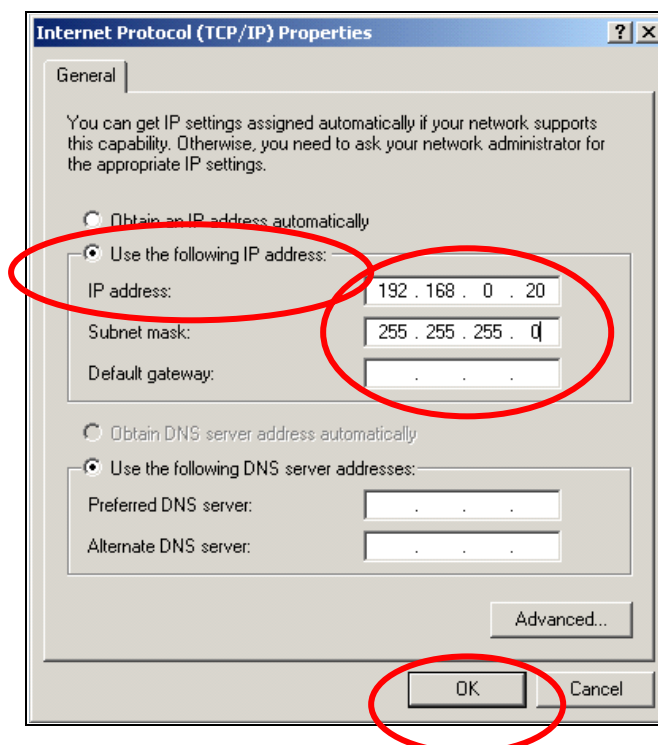 Internet Protocol (TCP/IP) Properties
General
You can get IP settings assigned automatically if your network supports
this capability. Otherwise, you need to ask your network administrator for
the appropriate IP settings.
Obtain an IP address automatically
Use the following IP address:
IP address: 192 . 168 . 0 . 20
Subnet mask: 255 . 255 . 255 . 0
Default gateway: . . .
Obtain DNS server address automatically
Use the following DNS server addresses:
Preferred DNS server: . . .
Alternate DNS server: . . .
Advanced...
OK Cancel